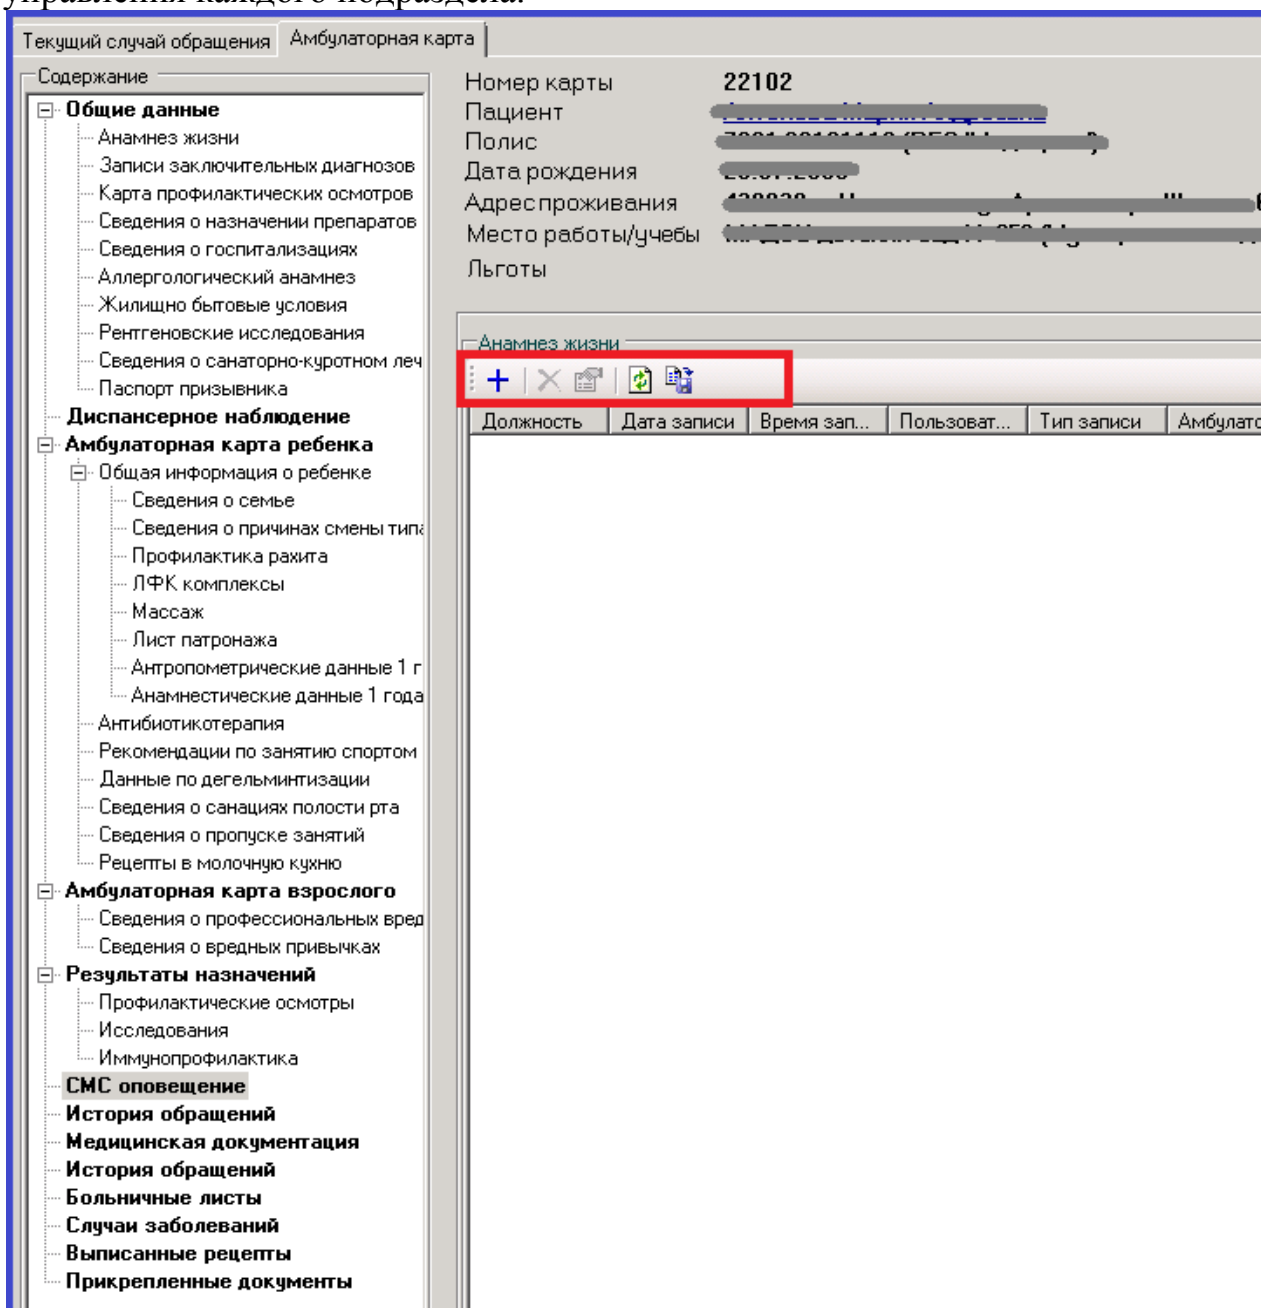 управления каждого подраздела.
Текущий случай обращения
Амбулаторная карта
Содержание
Общие данные
Анамнез жизни
Записи заключительных диагнозов
Карта профилактических осмотров
Сведения о назначении препаратов
Сведения о госпитализациях
Аллергологический анамнез
Жилищно бытовые условия
Рентгеновские исследования
Сведения о санаторно-куротном леч
Паспорт призывника
Диспансерное наблюдение
Амбулаторная карта ребенка
Общая информация о ребенке
Сведения о семье
Сведения о причинах смены типа
Профилактика рахита
ЛФК комплексы
Массаж
Лист патронажа
Антропометрические данные 1 г
Анамнестические данные 1 года
Антибиотикотерапия
Рекомендации по занятию спортом
Данные по дегельминтизации
Сведения о санациях полости рта
Сведения о пропуске занятий
Рецепты в молочную кухню
Амбулаторная карта взрослого
Сведения о профессиональных вред
Сведения о вредных привычках
Результаты назначений
Профилактические осмотры
Исследования
Иммунопрофилактика
СМС оповещение
История обращений
Медицинская документация
История обращений
Больничные листы
Случаи заболеваний
Выписанные рецепты
Прикрепленные документы
Номер карты 22102
Пациент
Полис
Дата рождения
Адрес проживания
Место работы/учебы
Льготы
Анамнез жизни
Должность Дата записи Время зап... Пользоват... Тип записи Амбулато